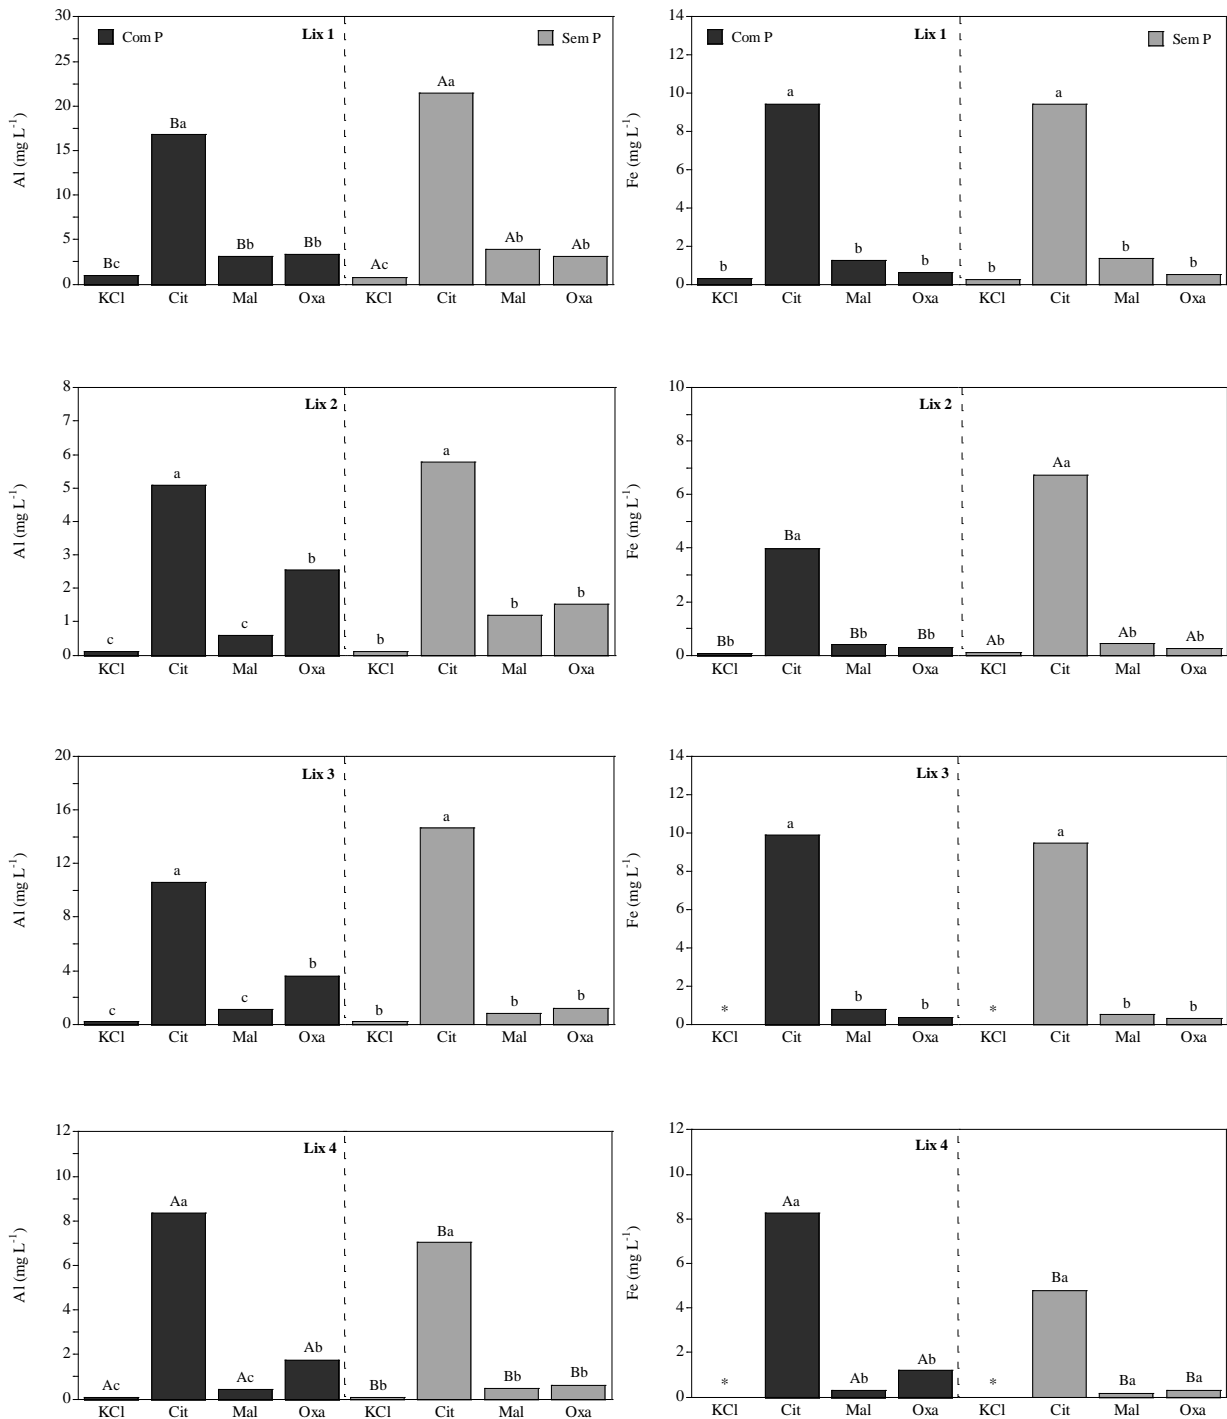 Com P
Lix 1
Sem P
Al (mg L-1)
30
25
20
15
10
5
0
Bc
Ba
Bb
Bb
Ac
Aa
Ab
Ab
KCl Cit Mal Oxa KCl Cit Mal Oxa
Com P
Lix 1
Sem P
Fe (mg L-1)
14
12
10
8
6
4
2
0
b
a
b
b
b
a
b
b
KCl Cit Mal Oxa KCl Cit Mal Oxa
Lix 2
Al (mg L-1)
8
7
6
5
4
3
2
1
0
c
a
c
b
b
a
b
b
KCl Cit Mal Oxa KCl Cit Mal Oxa
Lix 2
Fe (mg L-1)
10
8
6
4
2
0
Bb
Ba
Bb
Bb
Ab
Aa
Ab
Ab
KCl Cit Mal Oxa KCl Cit Mal Oxa
Lix 3
Al (mg L-1)
20
16
12
8
4
0
c
a
c
b
b
a
b
b
KCl Cit Mal Oxa KCl Cit Mal Oxa
Lix 3
Fe (mg L-1)
14
12
10
8
6
4
2
0
*
a
b
b
*
a
b
b
KCl Cit Mal Oxa KCl Cit Mal Oxa
Lix 4
Al (mg L-1)
12
10
8
6
4
2
0
Ac
Aa
Ac
Ab
Bb
Ba
Bb
Bb
KCl Cit Mal Oxa KCl Cit Mal Oxa
Lix 4
Fe (mg L-1)
12
10
8
6
4
2
0
*
Aa
Ab
Ab
*
Ba
Ba
Ba
KCl Cit Mal Oxa KCl Cit Mal Oxa